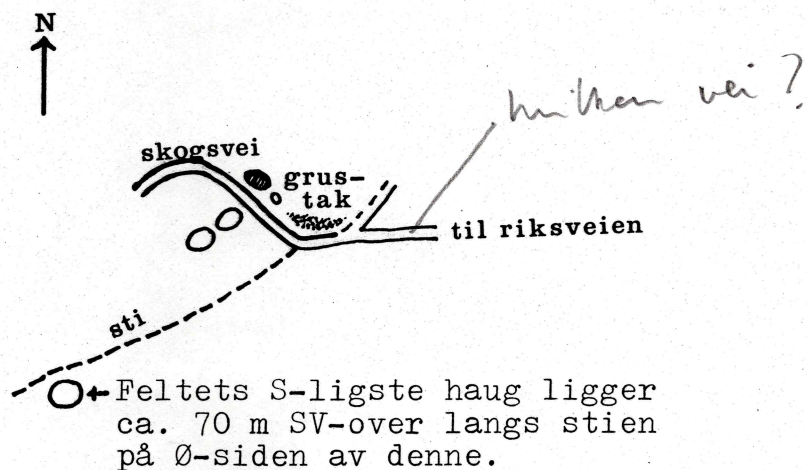 N
hvilken vei?
skogsvei
grus-
tak
til riksveien
sti
Feltets S-ligste haug ligger
ca. 70 m SV-over langs stien
på Ø-siden av denne.